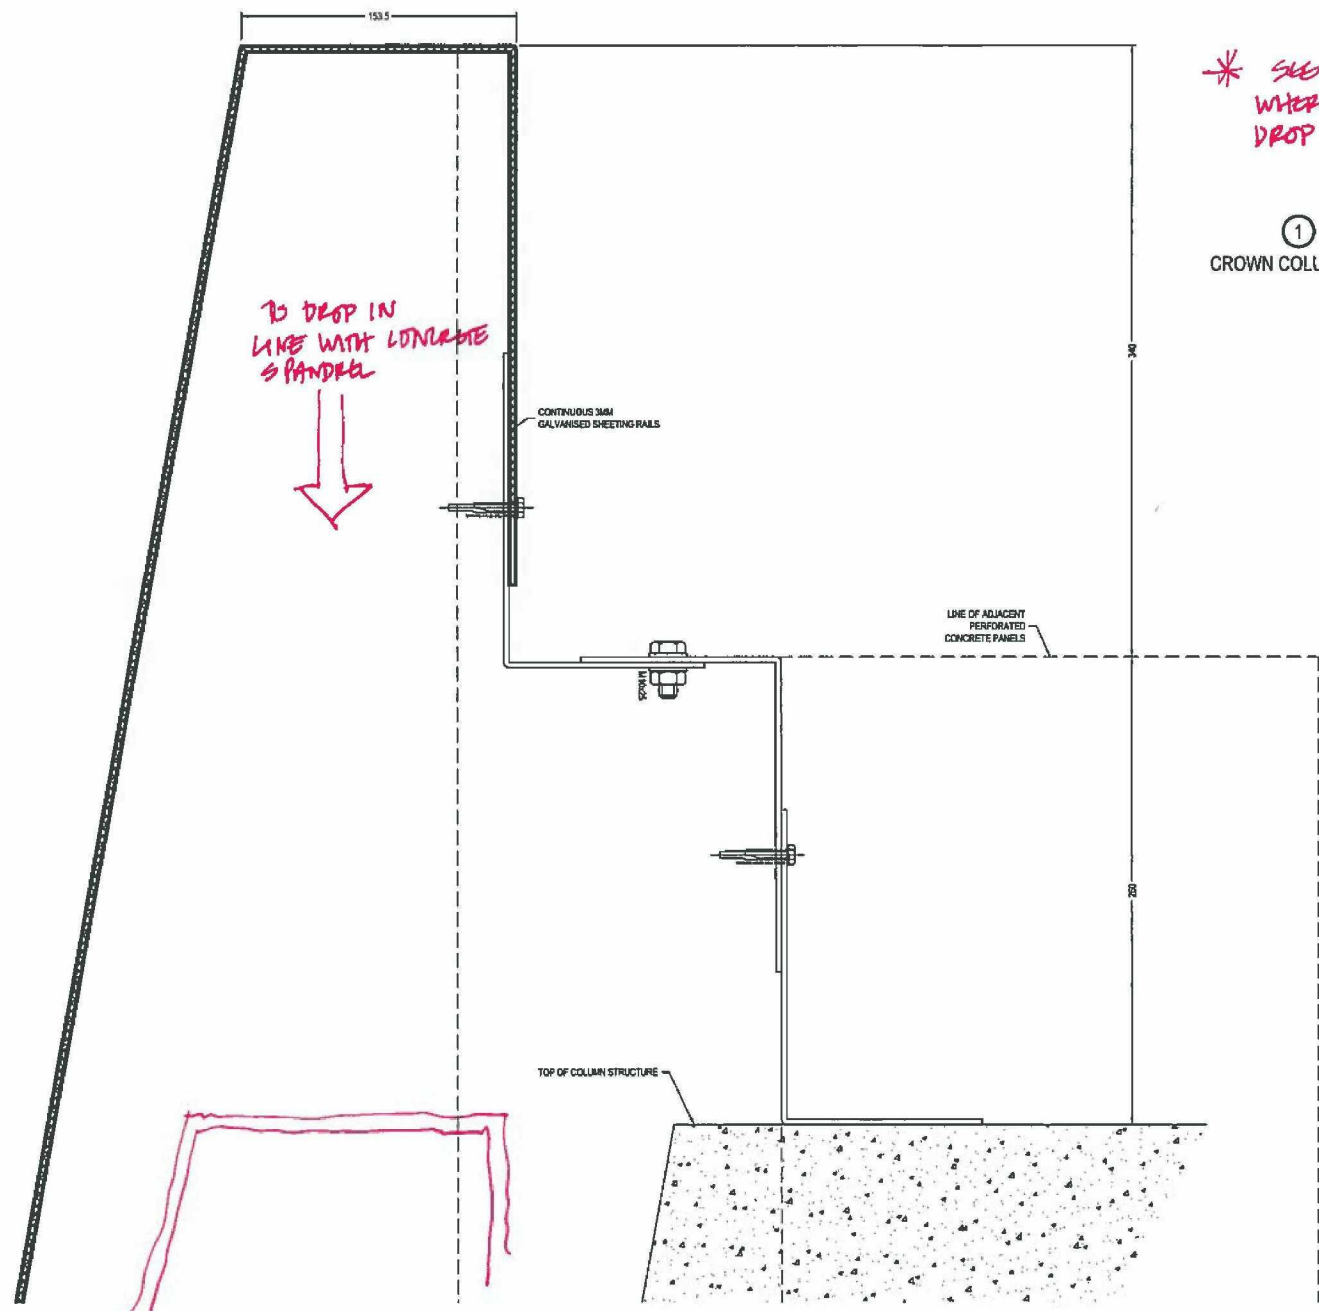 153.5
WHER
DROP
1
CROWN COLU
TO DROP IN
LINE WITH CONCRETE
SPANDREL
340
CONTINUOUS 3MM
GALVANISED SHEETING RAILS
LINE OF ADJACENT
PERFORATED
CONCRETE PANELS
M10x25
260
TOP OF COLUMN STRUCTURE